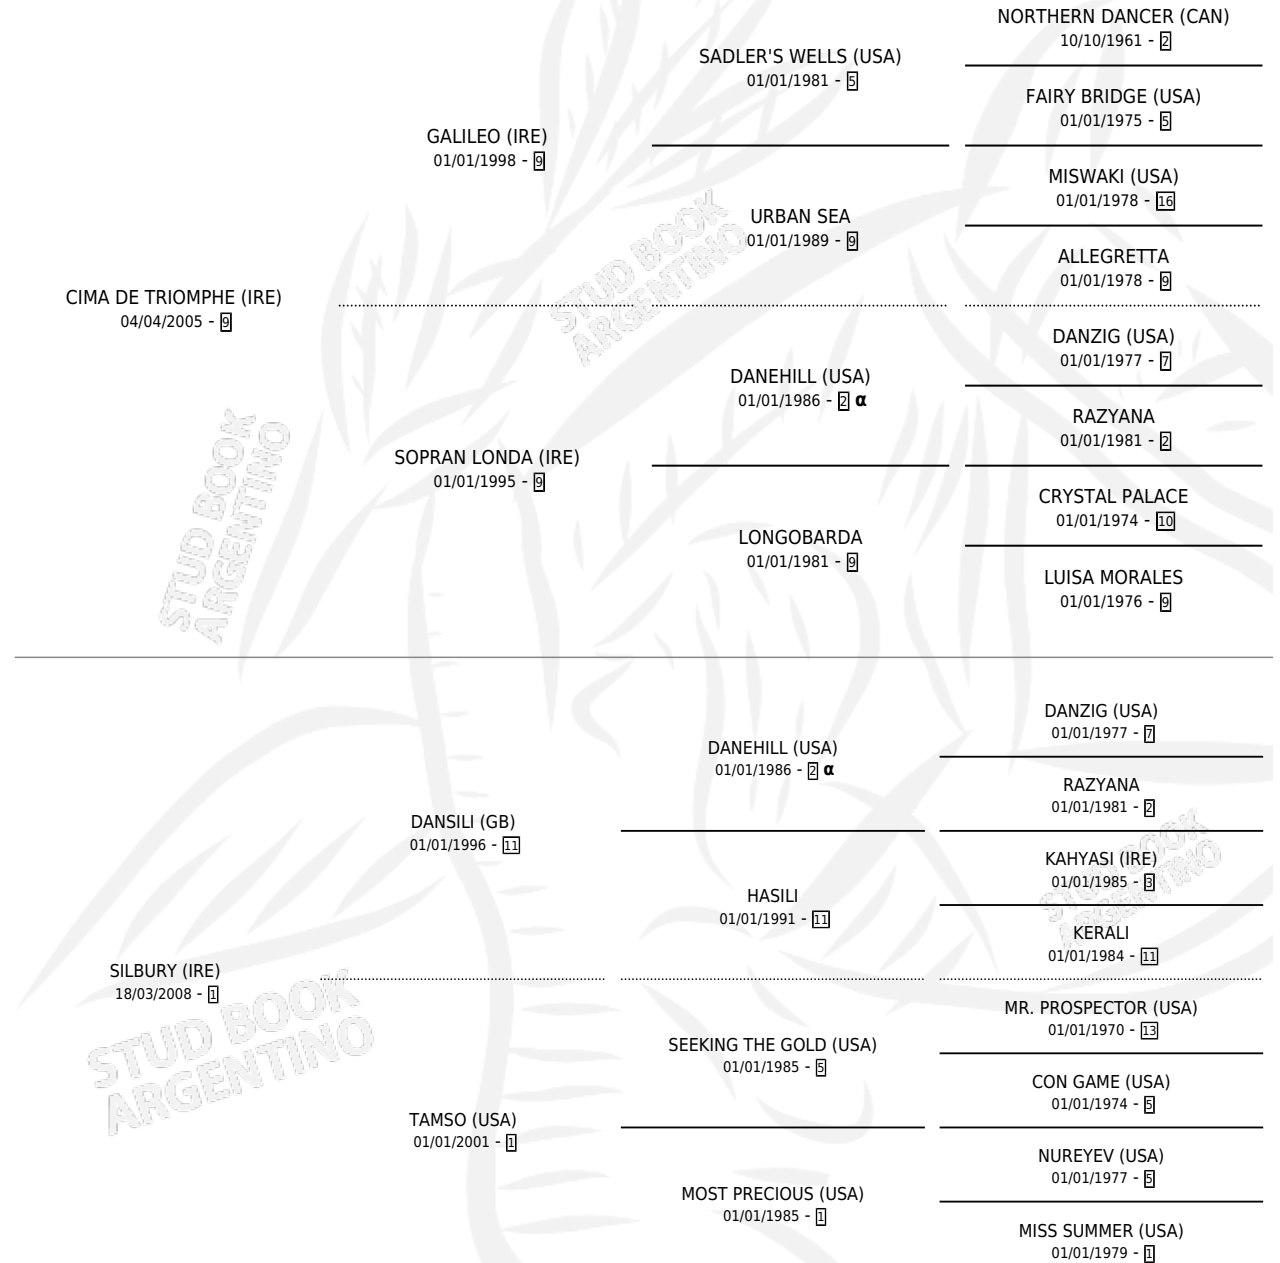 NORTHERN DANCER (CAN)
10/10/1961 - 2
SADLER'S WELLS (USA)
01/01/1981 - 5
FAIRY BRIDGE (USA)
01/01/1975 - 5
GALILEO (IRE)
01/01/1998 - 9
MISWAKI (USA)
01/01/1978 - 16
URBAN SEA
01/01/1989 - 9
ALLEGRETTA
01/01/1978 - 9
CIMA DE TRIOMPHE (IRE)
04/04/2005 - 9
DANZIG (USA)
01/01/1977 - 7
DANEHILL (USA)
01/01/1986 - 2 α
RAZYANA
01/01/1981 - 2
SOPRAN LONDA (IRE)
01/01/1995 - 9
CRYSTAL PALACE
01/01/1974 - 10
LONGOBARDA
01/01/1981 - 9
LUISA MORALES
01/01/1976 - 9
DANZIG (USA)
01/01/1977 - 7
DANEHILL (USA)
01/01/1986 - 2 α
RAZYANA
01/01/1981 - 2
DANSILI (GB)
01/01/1996 - 11
KAHYASI (IRE)
01/01/1985 - 3
HASILI
01/01/1991 - 11
KERALI
01/01/1984 - 11
SILBURY (IRE)
18/03/2008 - 1
MR. PROSPECTOR (USA)
01/01/1970 - 13
SEEKING THE GOLD (USA)
01/01/1985 - 5
CON GAME (USA)
01/01/1974 - 5
TAMSO (USA)
01/01/2001 - 1
NUREYEV (USA)
01/01/1977 - 5
MOST PRECIOUS (USA)
01/01/1985 - 1
MISS SUMMER (USA)
01/01/1979 - 1
STUD BOOK
ARGENTINO
STUD BOOK
ARGENTINO
STUD BOOK
ARGENTINO
STUD BOOK
ARGENTINO